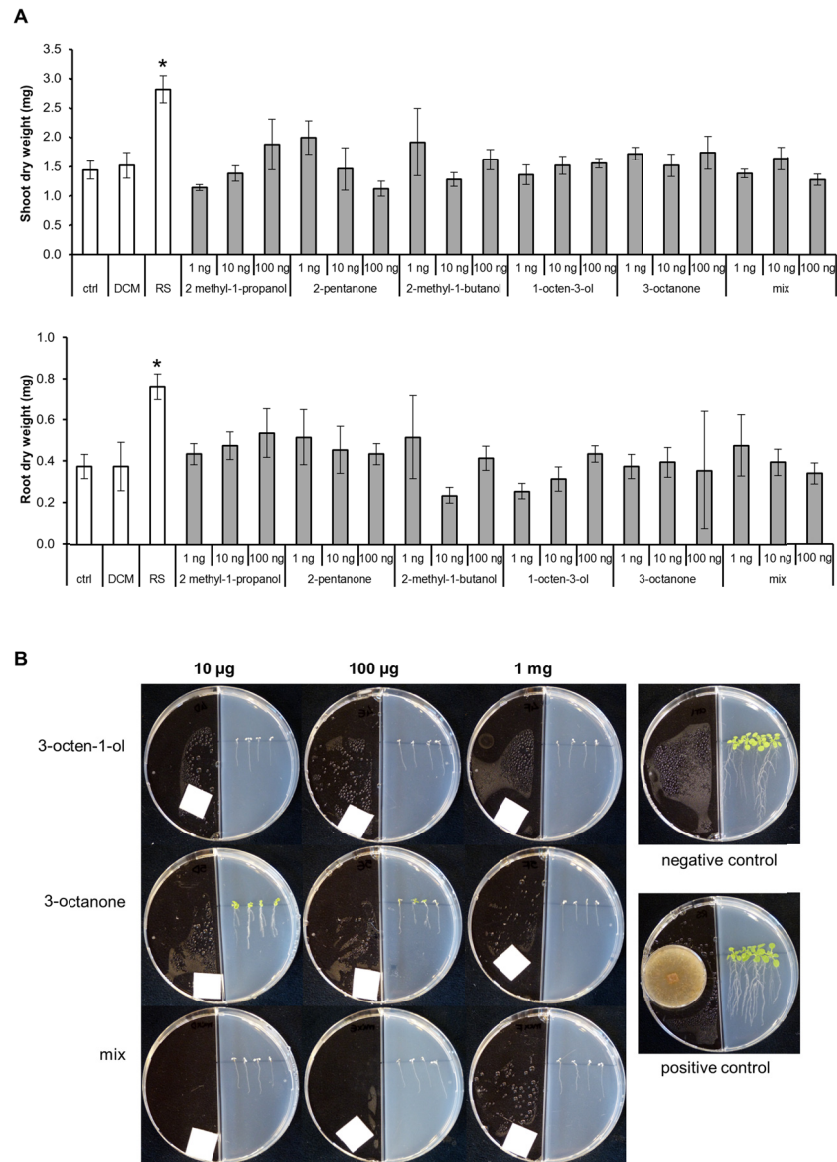 A
Shoot dry weight (mg)
3.5
3.0
2.5
2.0
1.5
1.0
0.5
0.0
*
1 ng 10 ng 100 ng 1 ng 10 ng 100 ng 1 ng 10 ng 100 ng 1 ng 10 ng 100 ng 1 ng 10 ng 100 ng 1 ng 10 ng 100 ng
ctrl DCM RS 2 methyl-1-propanol 2-pentanone 2-methyl-1-butanol 1-octen-3-ol 3-octanone mix
Root dry weight (mg)
1.0
0.8
0.6
0.4
0.2
0.0
*
1 ng 10 ng 100 ng 1 ng 10 ng 100 ng 1 ng 10 ng 100 ng 1 ng 10 ng 100 ng 1 ng 10 ng 100 ng 1 ng 10 ng 100 ng
ctrl DCM RS 2 methyl-1-propanol 2-pentanone 2-methyl-1-butanol 1-octen-3-ol 3-octanone mix
B
10 µg 100 µg 1 mg
3-octen-1-ol
negative control
3-octanone
positive control
mix